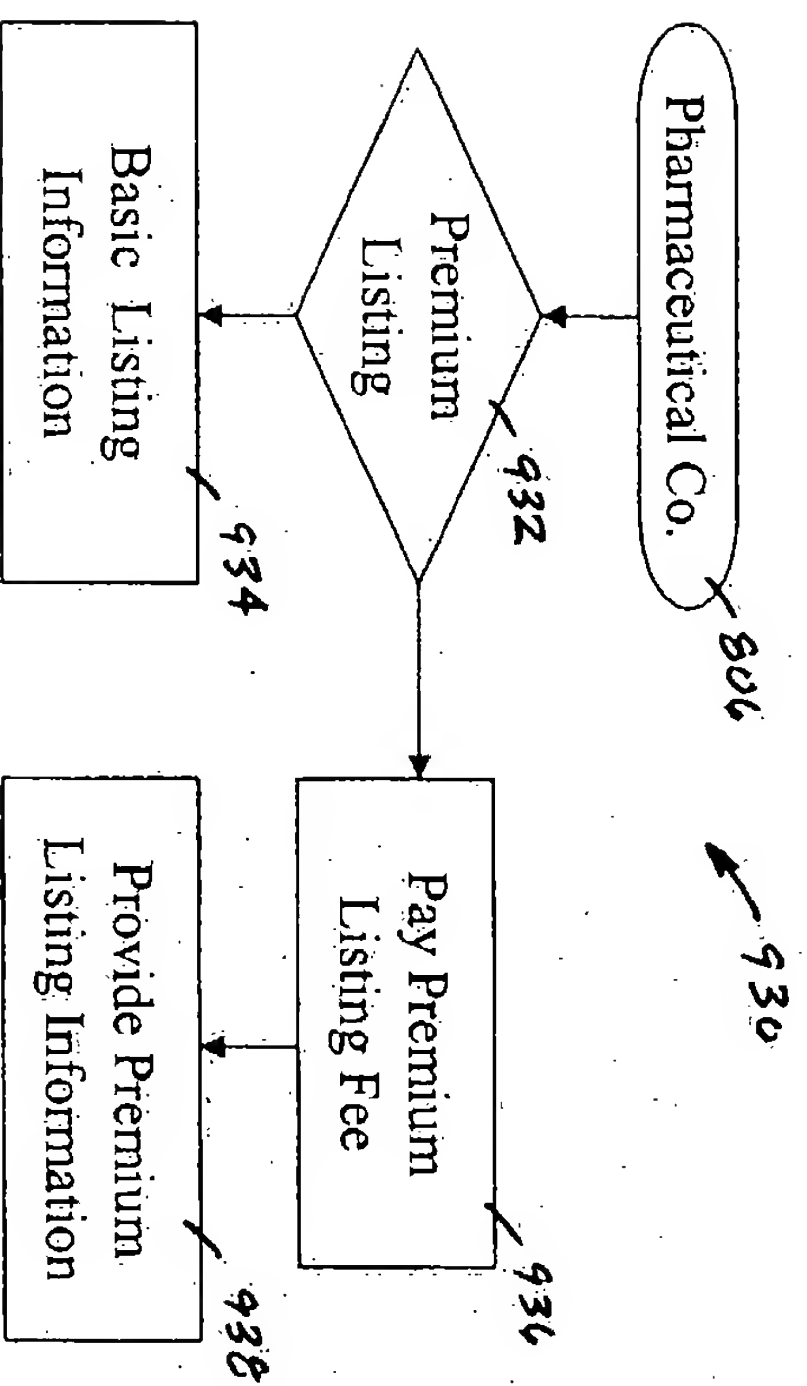 Pharmaceutical Co.
806
930
Premium
Listing
932
Pay Premium
Listing Fee
936
Basic Listing
Information
934
Provide Premium
Listing Information
938